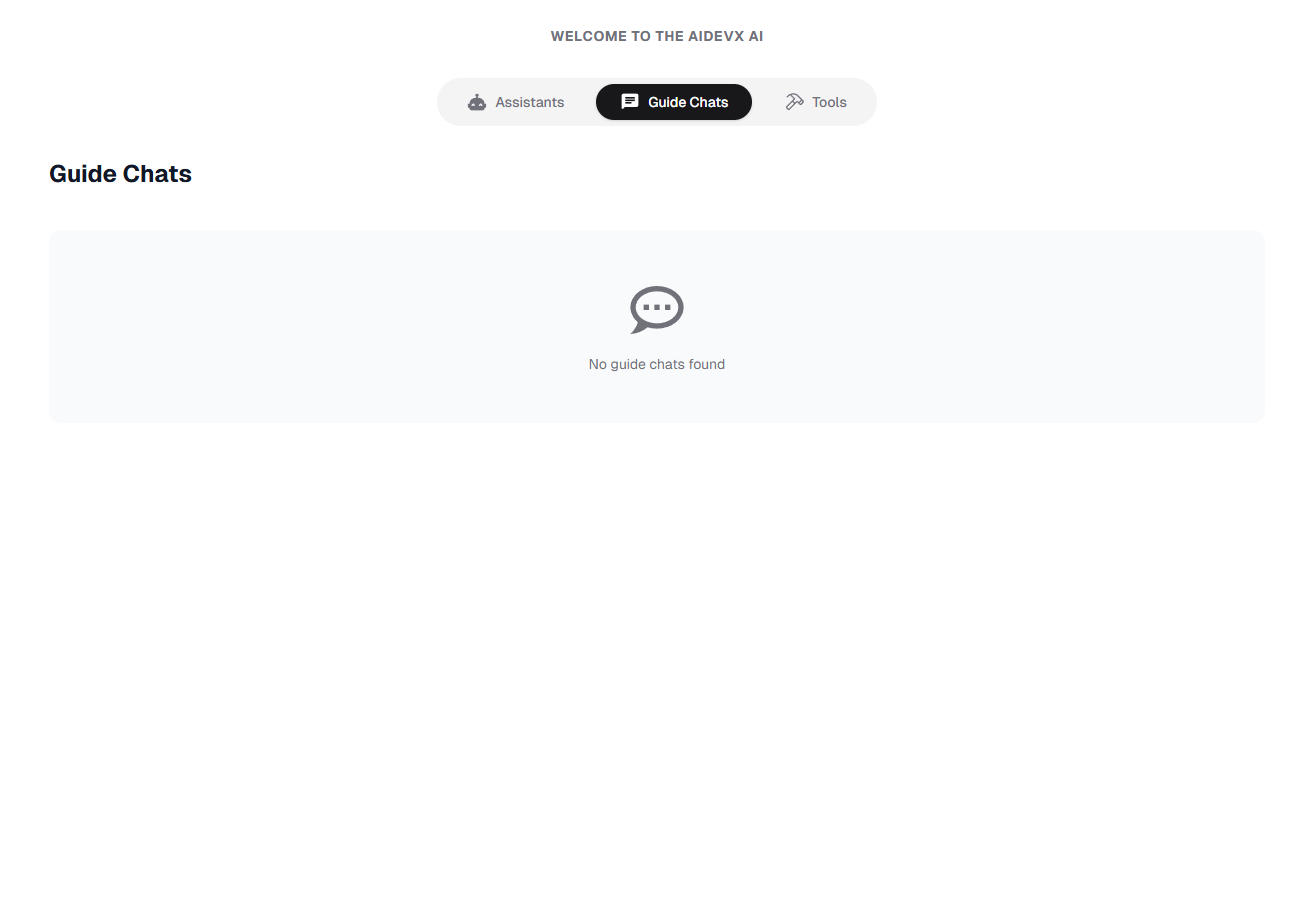 WELCOME TO THE AIDEVX AI
Assistants
Guide Chats
Tools
Guide Chats
No guide chats found